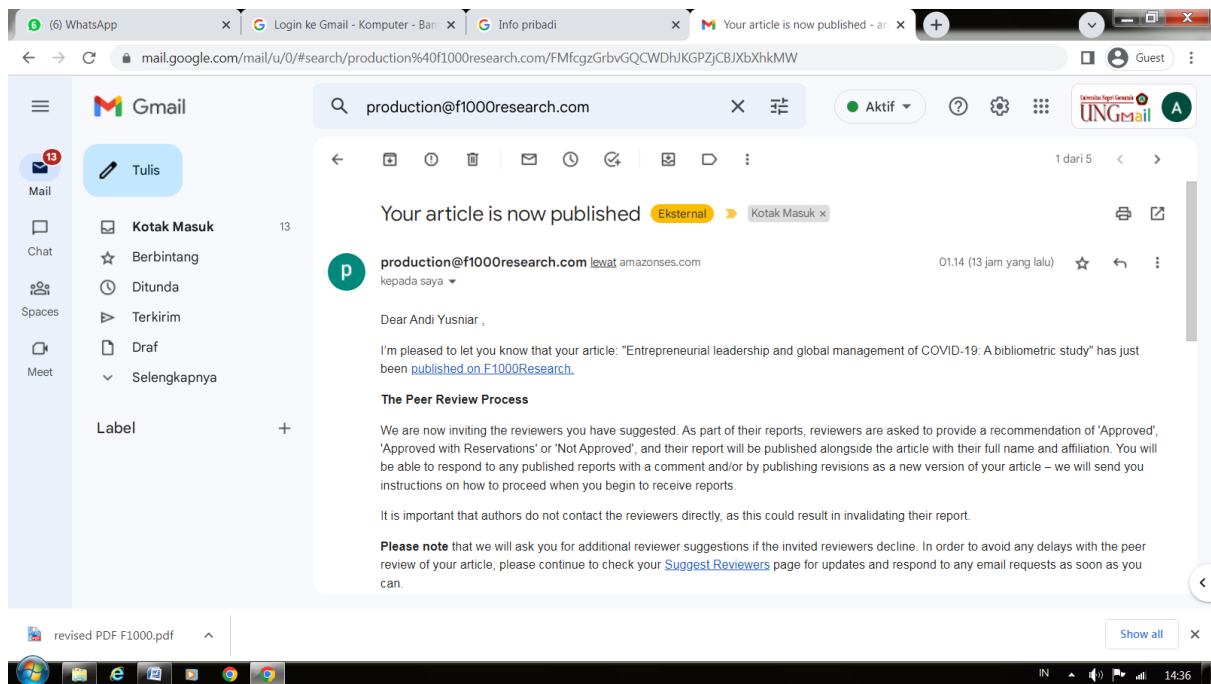 (6) WhatsApp
Login ke Gmail - Komputer - Ban
Info pribadi
Your article is now published - an
mail.google.com/mail/u/0/#search/production%40f1000research.com/FMfcgzGrbvGQCWDhJKGPZjCBJXbXhkMW
Guest
Gmail
production@f1000research.com
Aktif
Universitas Negeri Gorontalo
UNGmail
A
13
Mail
Chat
Spaces
Meet
Tulis
Kotak Masuk 13
Berbintang
Ditunda
Terkirim
Draf
Selengkapnya
Label
1 dari 5
Your article is now published Eksternal Kotak Masuk ×
p
production@f1000research.com lewat amazonses.com 01.14 (13 jam yang lalu)
kepada saya
Dear Andi Yusniar ,
I'm pleased to let you know that your article: "Entrepreneurial leadership and global management of COVID-19: A bibliometric study" has just
been published on F1000Research.
The Peer Review Process
We are now inviting the reviewers you have suggested. As part of their reports, reviewers are asked to provide a recommendation of 'Approved',
'Approved with Reservations' or 'Not Approved', and their report will be published alongside the article with their full name and affiliation. You will
be able to respond to any published reports with a comment and/or by publishing revisions as a new version of your article – we will send you
instructions on how to proceed when you begin to receive reports.
It is important that authors do not contact the reviewers directly, as this could result in invalidating their report.
Please note that we will ask you for additional reviewer suggestions if the invited reviewers decline. In order to avoid any delays with the peer
review of your article, please continue to check your Suggest Reviewers page for updates and respond to any email requests as soon as you
can.
revised PDF F1000.pdf
Show all
IN
14:36